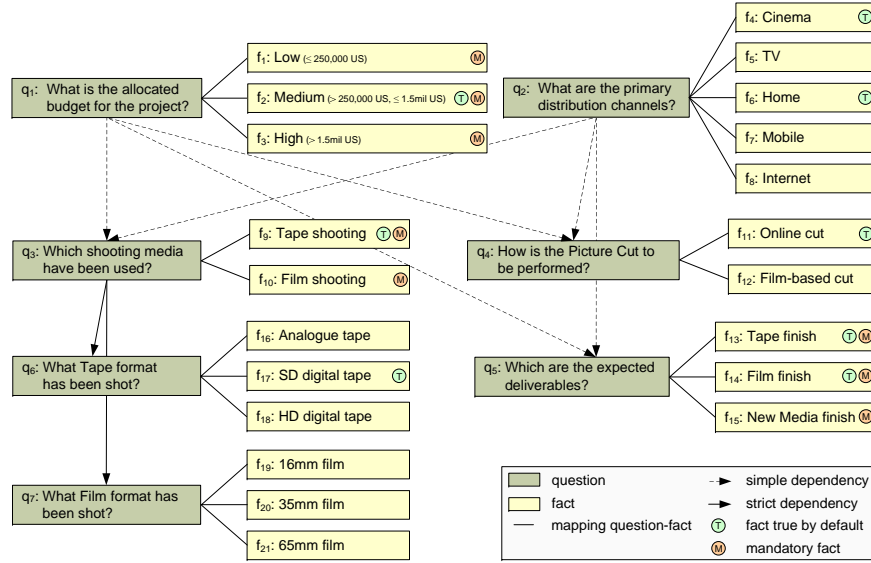 q1: What is the allocated
budget for the project?
f1: Low (≤ 250,000 US) M
f2: Medium (> 250,000 US, ≤ 1.5mil US) T M
f3: High (> 1.5mil US) M
q2: What are the primary
distribution channels?
f4: Cinema T
f5: TV
f6: Home T
f7: Mobile
f8: Internet
q3: Which shooting media
have been used?
f9: Tape shooting T M
f10: Film shooting M
q4: How is the Picture Cut to
be performed?
f11: Online cut T
f12: Film-based cut
q6: What Tape format
has been shot?
f16: Analogue tape
f17: SD digital tape T
f18: HD digital tape
q5: Which are the expected
deliverables?
f13: Tape finish T M
f14: Film finish T M
f15: New Media finish M
q7: What Film format has
been shot?
f19: 16mm film
f20: 35mm film
f21: 65mm film
question
fact
mapping question-fact
simple dependency
strict dependency
T fact true by default
M mandatory fact